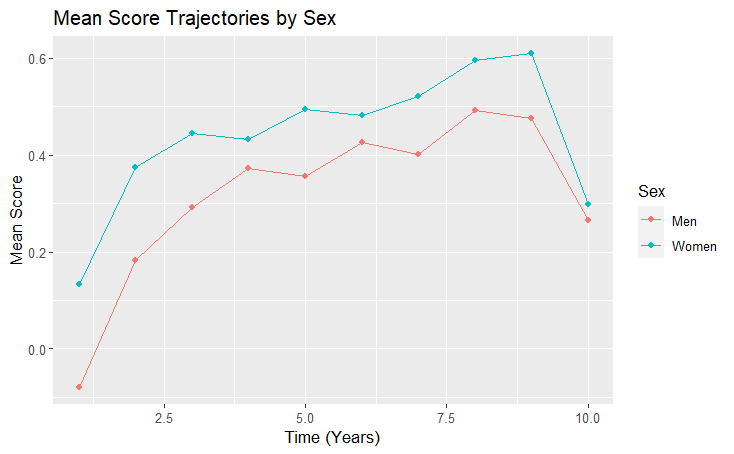 Mean Score Trajectories by Sex
Mean Score
0.6
0.4
0.2
0.0
2.5
5.0
7.5
10.0
Time (Years)
Sex
Men
Women